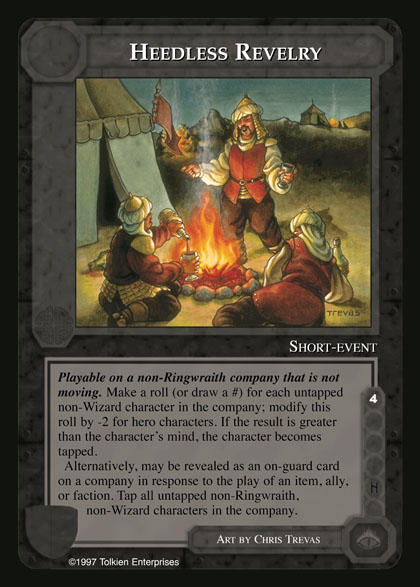 Heedless Revelry
Trevas
Short-event
Playable on a non-Ringwraith company that is not
moving. Make a roll (or draw a #) for each untapped
non-Wizard character in the company; modify this
roll by -2 for hero characters. If the result is greater
than the character's mind, the character becomes
tapped.
Alternatively, may be revealed as an on-guard card
on a company in response to the play of an item, ally,
or faction. Tap all untapped non-Ringwraith,
non-Wizard characters in the company.
4
H
Art by Chris Trevas
©1997 Tolkien Enterprises